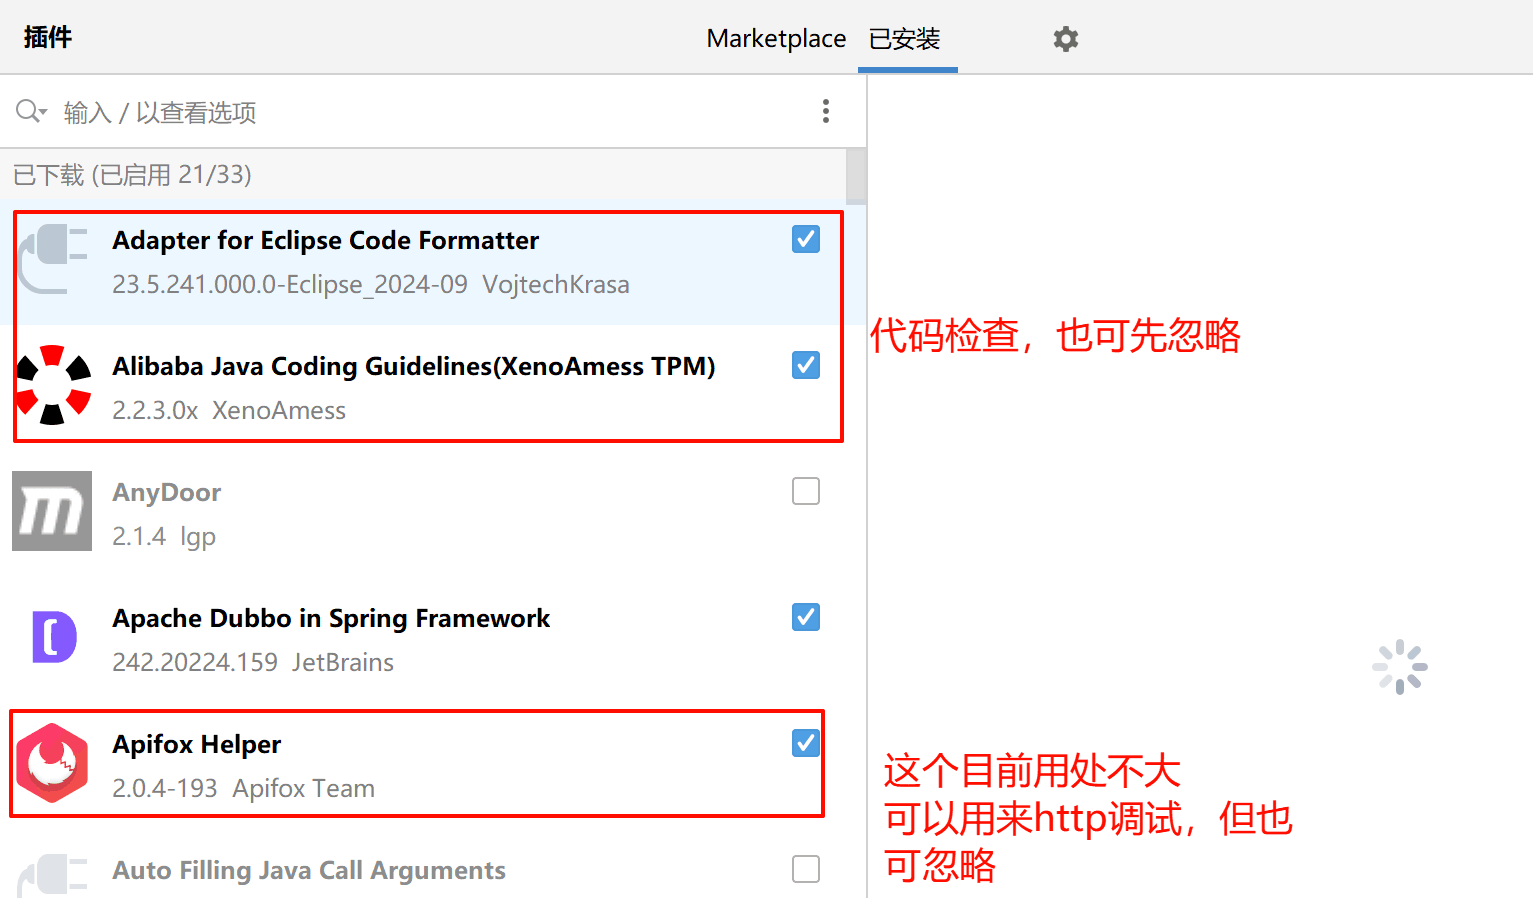 插件
Marketplace 已安装
输入 / 以查看选项
已下载 (已启用 21/33)
Adapter for Eclipse Code Formatter
23.5.241.000.0-Eclipse_2024-09 VojtechKrasa
代码检查，也可先忽略
Alibaba Java Coding Guidelines(XenoAmess TPM)
2.2.3.0x XenoAmess
AnyDoor
2.1.4 lgp
Apache Dubbo in Spring Framework
242.20224.159 JetBrains
Apifox Helper
2.0.4-193 Apifox Team
这个目前用处不大
可以用来http调试，但也
可忽略
Auto Filling Java Call Arguments